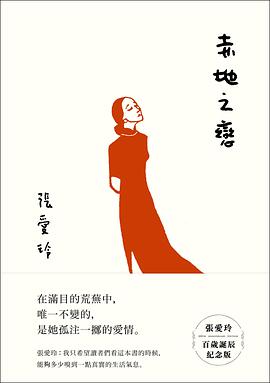 赤地之戀
張愛玲
在滿目的荒蕪中,
唯一不變的,
是她孤注一擲的愛情。
張愛玲:我只希望讀者們看這本書的時候,
能夠多少嗅到一點真實的生活氣息。
張愛玲
百歲誕辰
紀念版